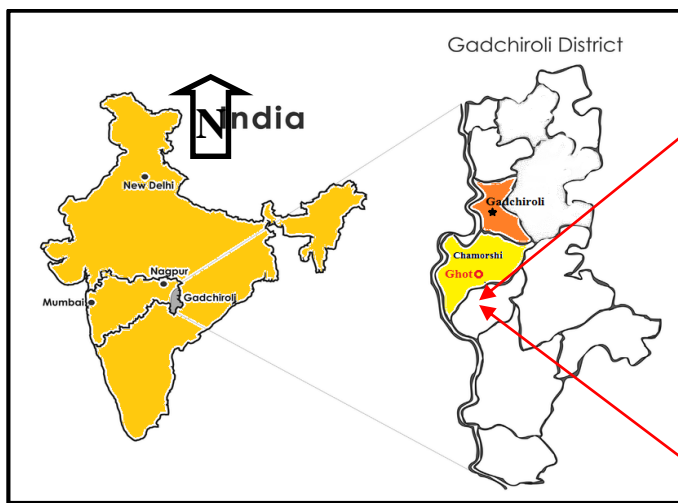 Gadchiroli District
N
India
New Delhi
Nagpur
Mumbai
Gadchiroli
Gadchiroli
Chamorshi
Ghot